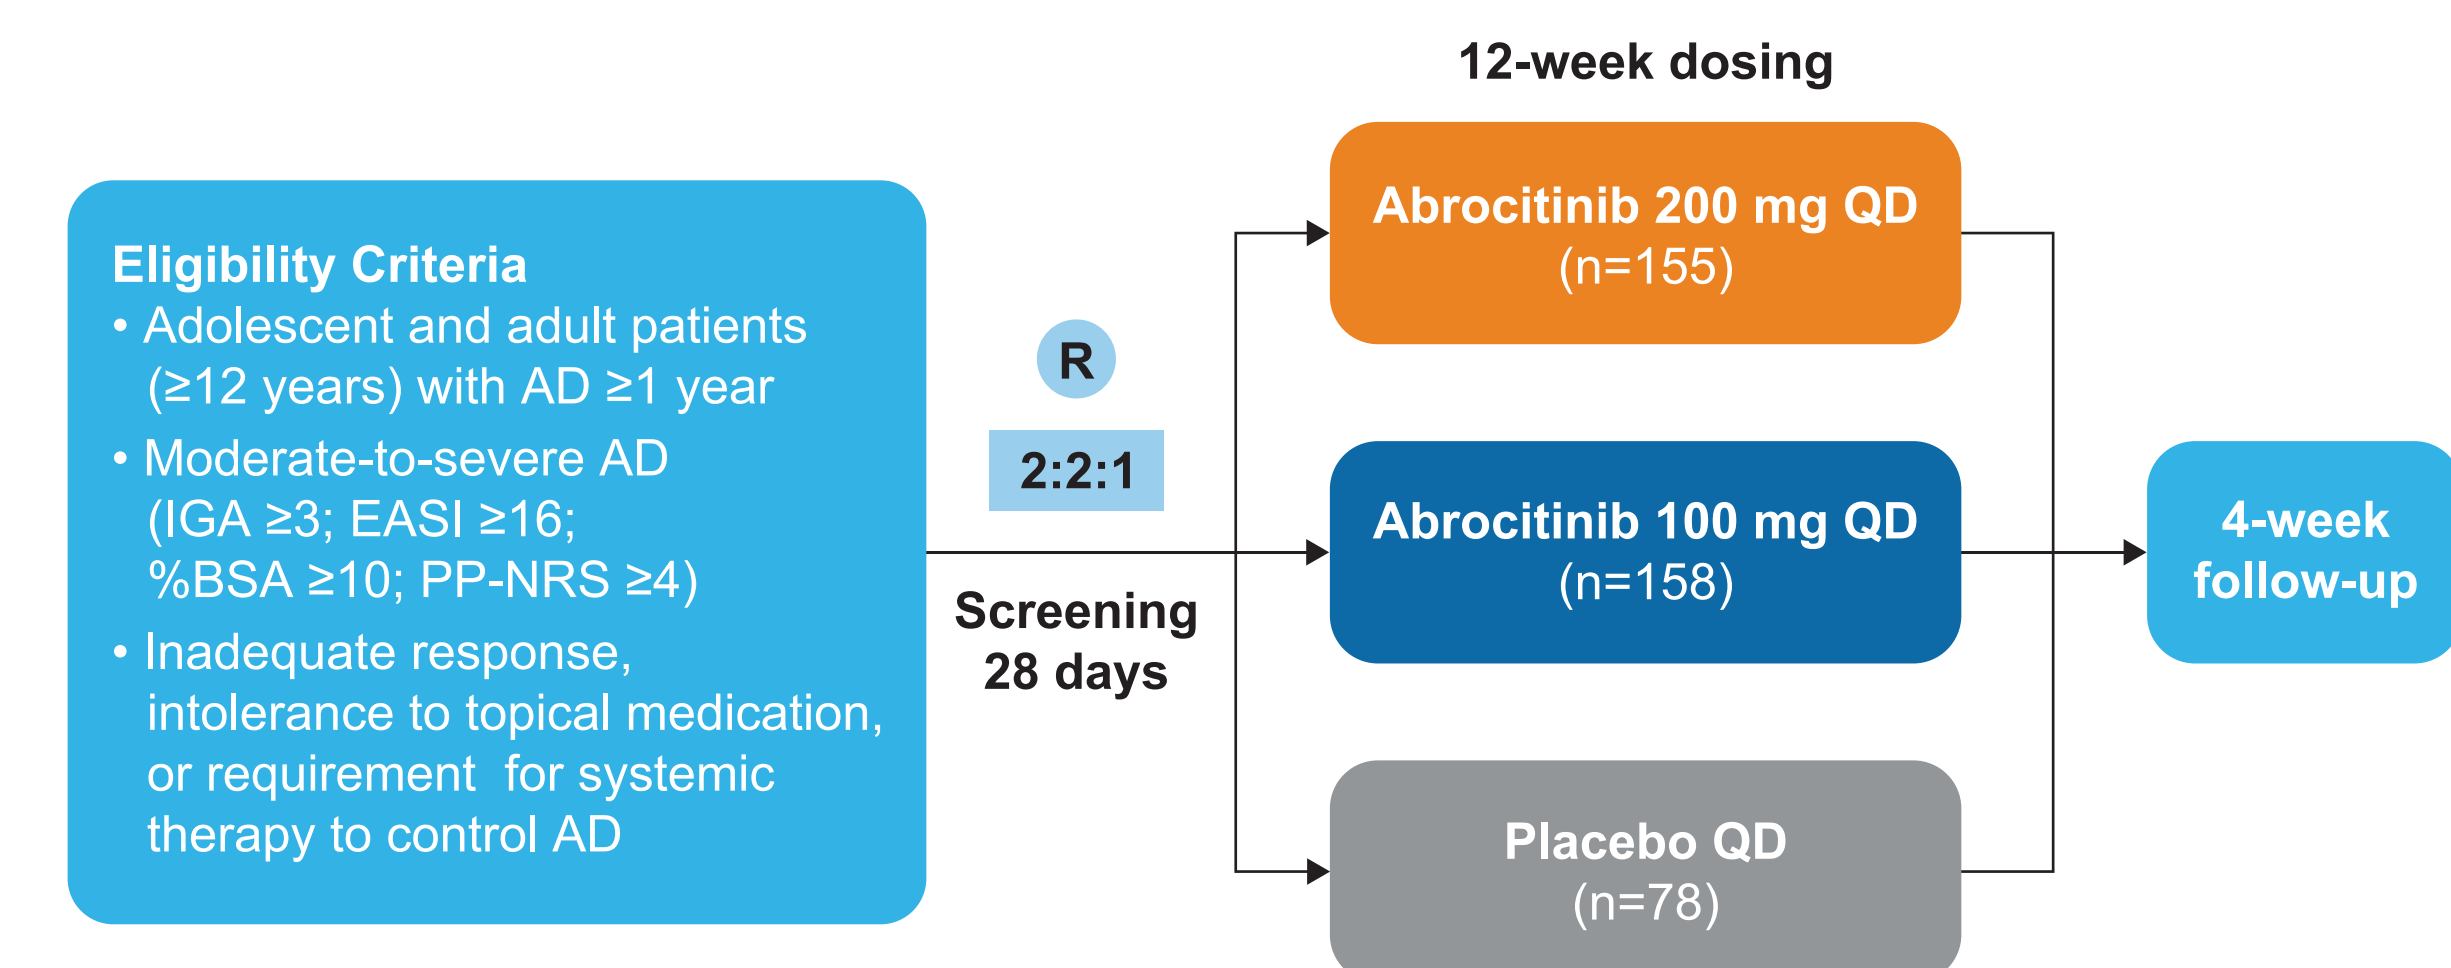 12-week dosing
Eligibility Criteria
• Adolescent and adult patients
(≥12 years) with AD ≥1 year
• Moderate-to-severe AD
(IGA ≥3; EASI ≥16;
%BSA ≥10; PP-NRS ≥4)
• Inadequate response,
intolerance to topical medication,
or requirement  for systemic
therapy to control AD
R
2:2:1
Screening
28 days
Abrocitinib 200 mg QD
(n=155)
Abrocitinib 100 mg QD
(n=158)
Placebo QD
(n=78)
4-week
follow-up